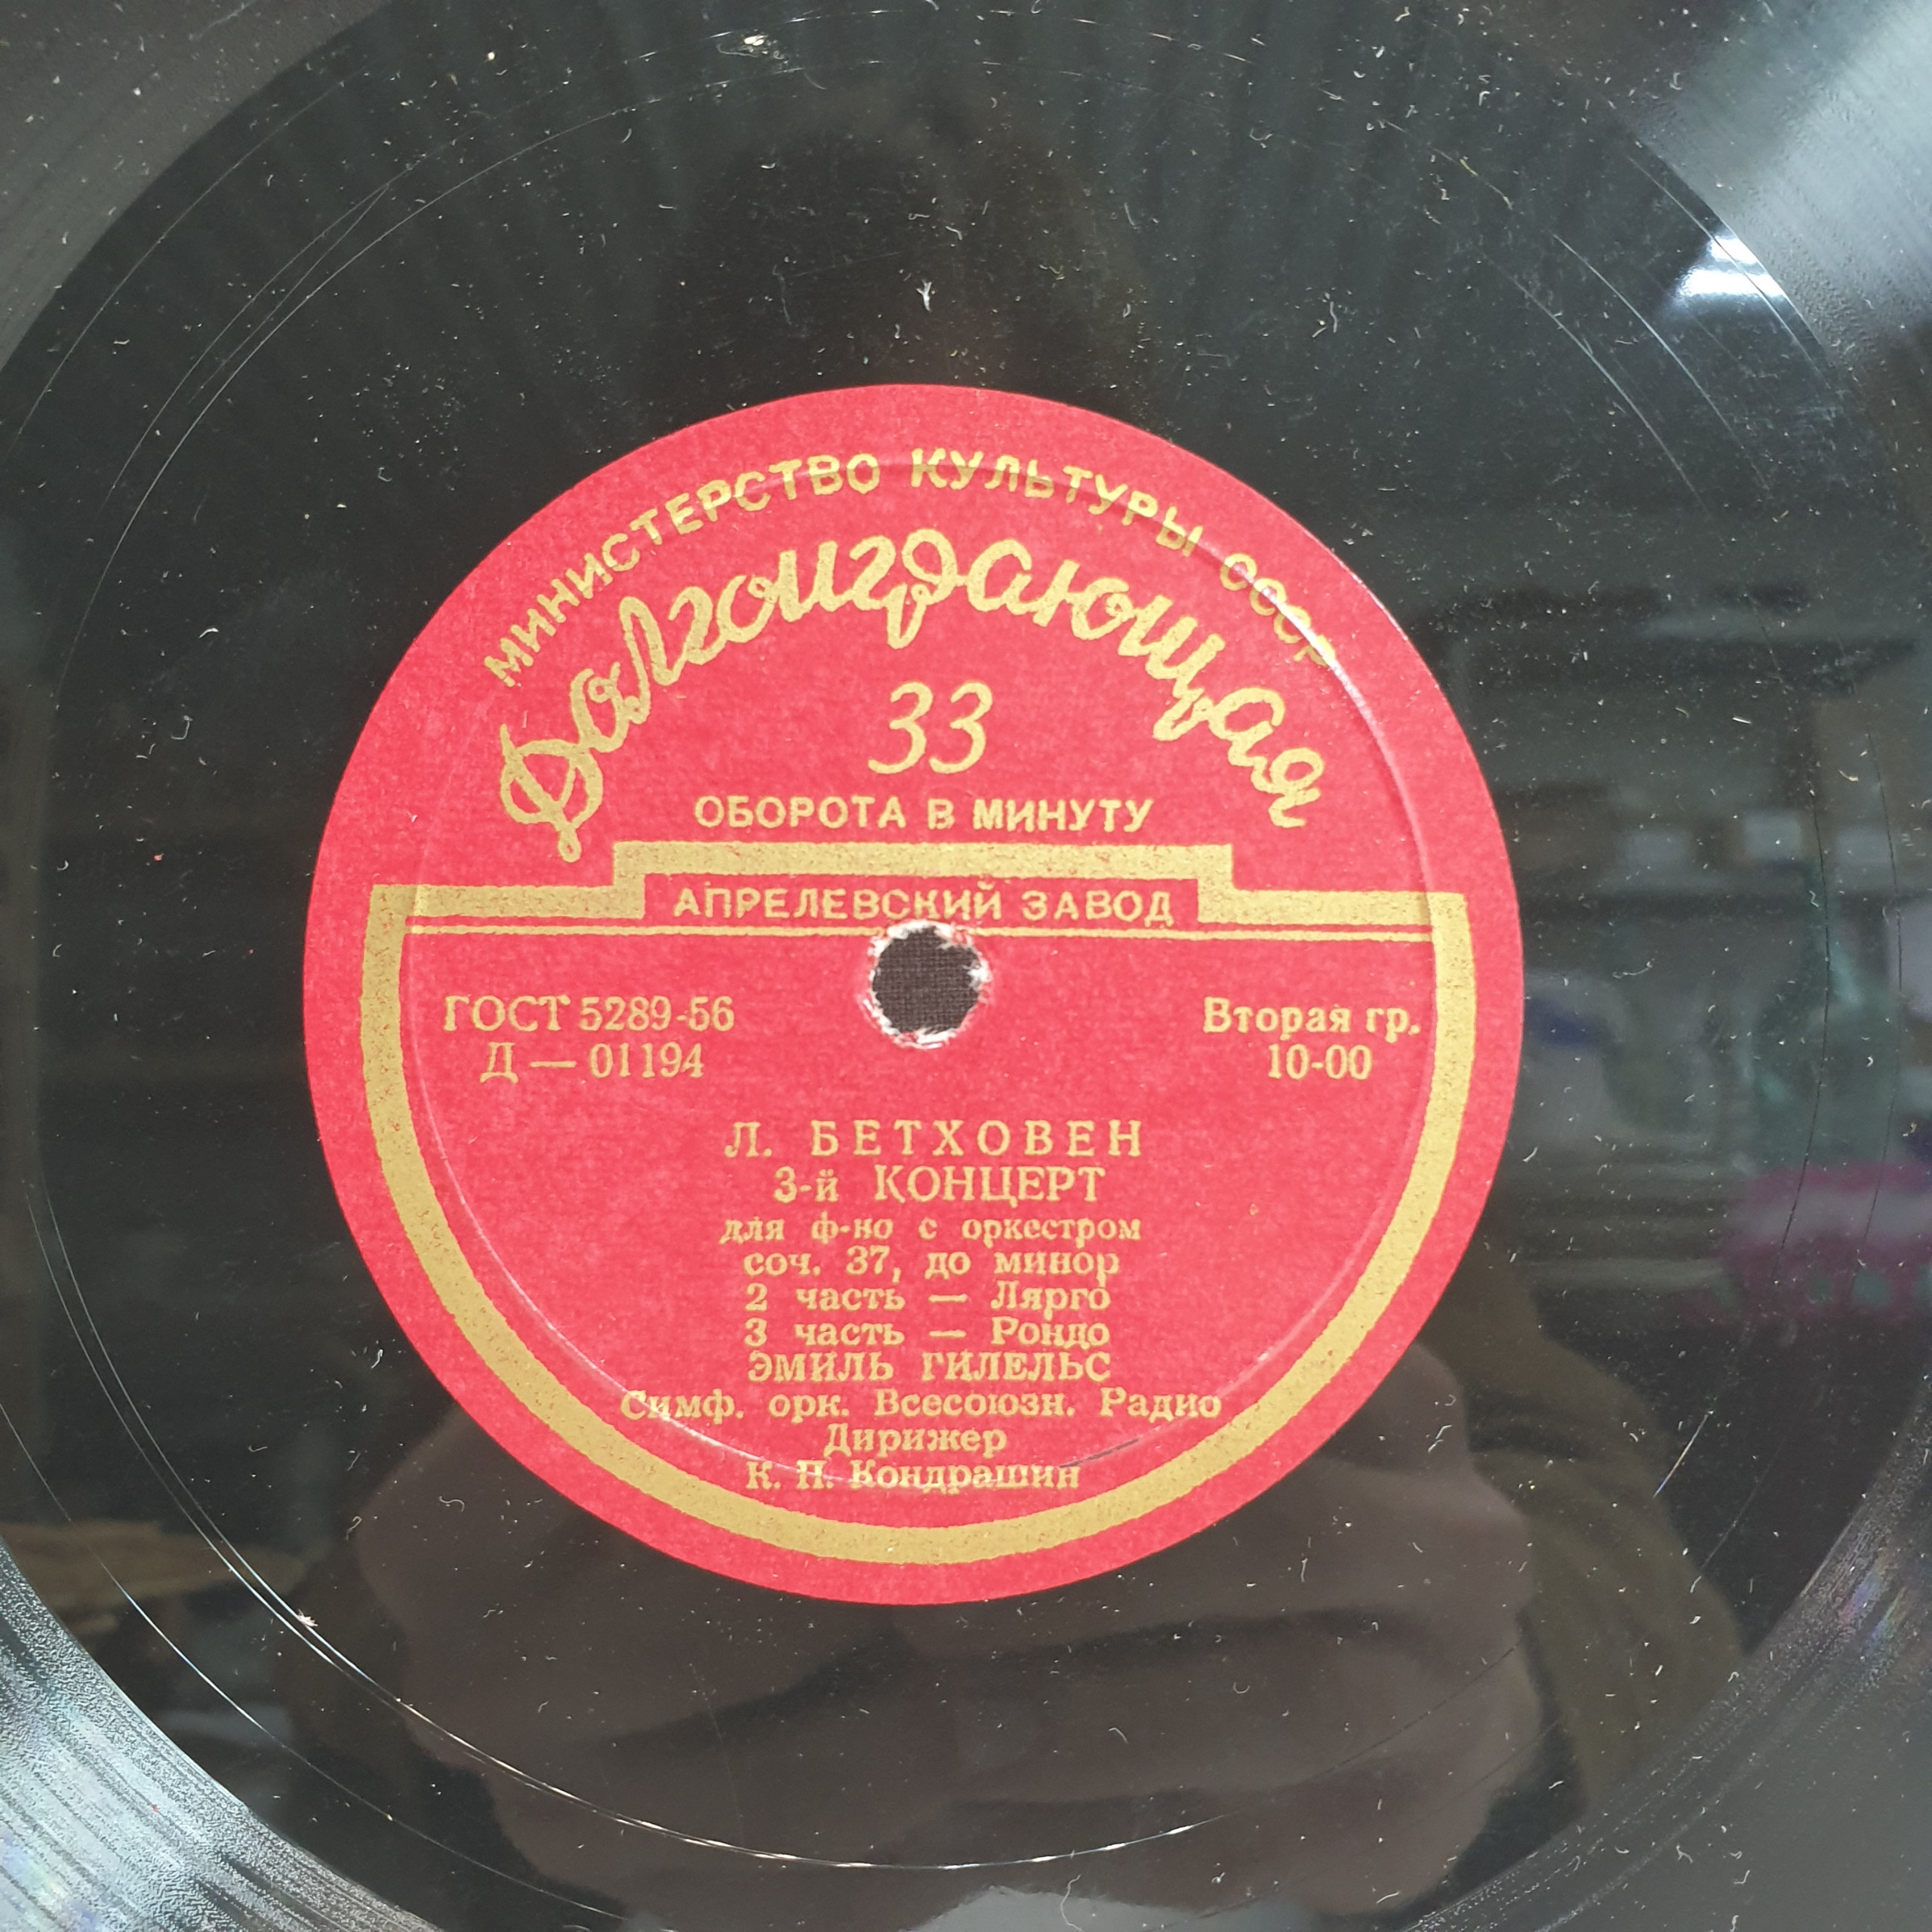 МИНИСТЕРСТВО КУЛЬТУРЫ СССР
Долгоиграющая
33
ОБОРОТА В МИНУТУ
АПРЕЛЕВСКИЙ ЗАВОД
ГОСТ 5289-56
Д — 01194
Вторая гр.
10-00
Л. БЕТХОВЕН
3-й КОНЦЕРТ
для ф-но с оркестром
соч. 37, до минор
2 часть — Лярго
3 часть — Рондо
ЭМИЛЬ ГИЛЕЛЬС
Симф. орк. Всесоюзн. Радио
Дирижер
К. П. Кондрашин